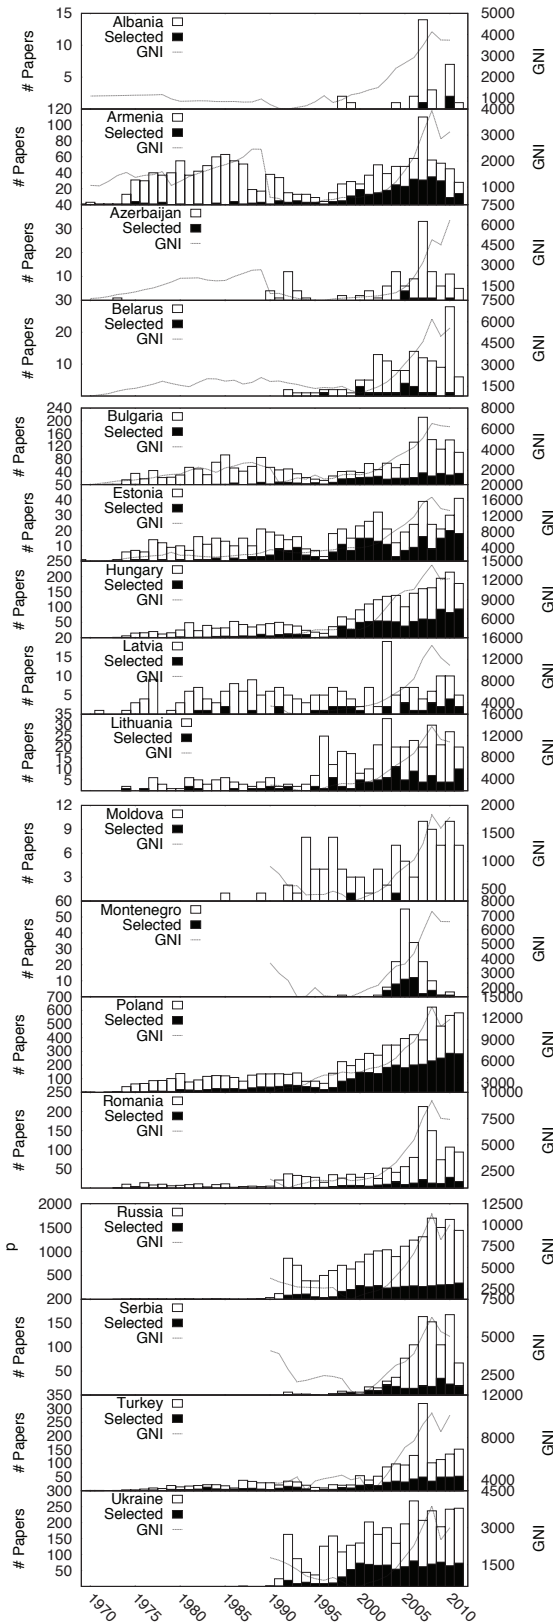 15 Albania 5000
Selected 4000
10 GNI 3000
5 2000
1000
# Papers GNI
120 Armenia 4000
100 Selected 3000
80 GNI
60 2000
40
20 1000
# Papers GNI
40 Azerbaijan 7500
30 Selected 6000
20 GNI 4500
10 3000
1500
# Papers GNI
30 Belarus 7500
Selected 6000
20 GNI 4500
10 3000
1500
# Papers GNI
240 Bulgaria 8000
200 Selected
160 GNI 6000
120 4000
80
40 2000
# Papers GNI
50 Estonia 20000
40 Selected 16000
30 GNI 12000
20 8000
10 4000
# Papers GNI
250 Hungary 15000
200 Selected 12000
150 GNI 9000
100 6000
50 3000
# Papers GNI
20 Latvia 16000
15 Selected 12000
10 GNI 8000
5 4000
# Papers GNI
35 Lithuania 16000
30 Selected
25 GNI 12000
20
15 8000
10
5 4000
# Papers GNI
12 Moldova 2000
9 Selected 1500
6 GNI 1000
3 500
# Papers GNI
60 Montenegro 8000
50 Selected 7000
40 GNI 6000
30 5000
20 4000
10 3000
2000
# Papers GNI
700 Poland 15000
600 Selected 12000
500 GNI
400 9000
300
200 6000
100 3000
# Papers GNI
250 Romania 10000
200 Selected
150 GNI 7500
100 5000
50 2500
# Papers GNI
2000 Russia 12500
1500 Selected 10000
1000 GNI 7500
500 5000
2500
p GNI
200 Serbia 7500
150 Selected
100 GNI 5000
50 2500
# Papers GNI
350 Turkey 12000
300 Selected
250 GNI
200 8000
150
100
50 4000
# Papers GNI
300 Ukraine 4500
250 Selected
200 GNI 3000
150
100 1500
50
# Papers GNI
1970 1975 1980 1985 1990 1995 2000 2005 2010